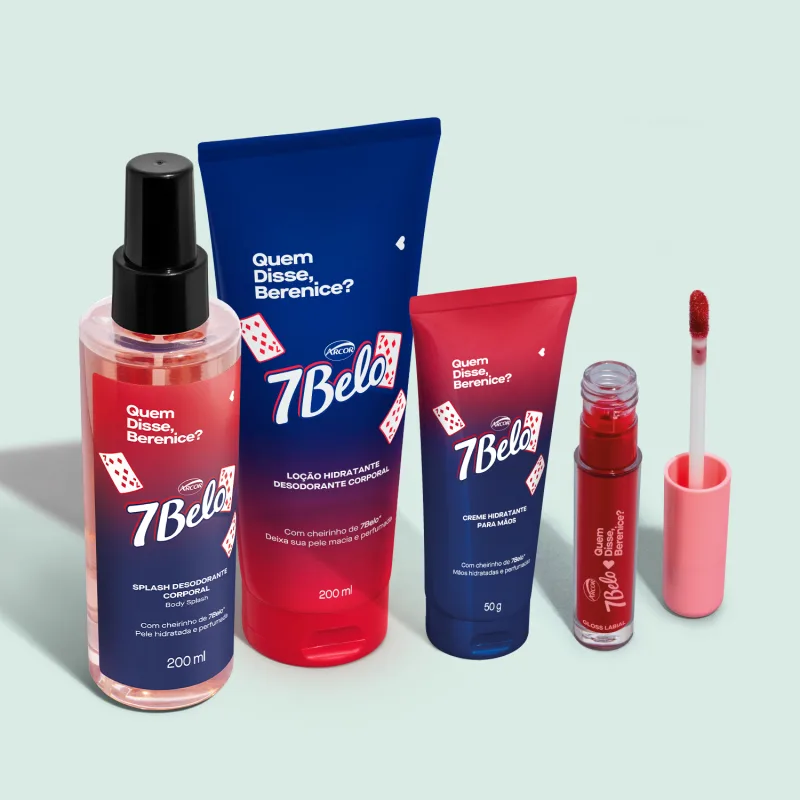 Quem
Disse,
Berenice?
ARCOR
7Belo
SPLASH DESODORANTE
CORPORAL
Body Splash
Com cheirinho de 7Belo*
Pele hidratada e perfumada
200 ml
Quem
Disse,
Berenice?
ARCOR
7Belo
LOÇÃO HIDRATANTE
DESODORANTE CORPORAL
Com cheirinho de 7Belo*
Deixa sua pele macia e perfumada
200 ml
Quem
Disse,
Berenice?
ARCOR
7Belo
CREME HIDRATANTE
PARA MÃOS
Com cheirinho de 7Belo*
Mãos hidratadas e perfumadas
50 g
Quem
Disse,
Berenice?
ARCOR
7Belo
GLOSS LABIAL